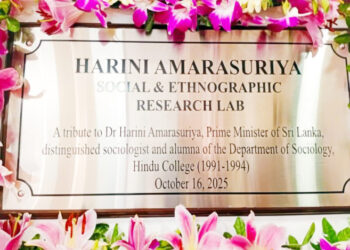 HARINI AMARASURIYA
SOCIAL & ETHNOGRAPHIC
RESEARCH LAB
A tribute to Dr Harini Amarasuriya, Prime Minister of Sri Lanka,
distinguished sociologist and alumna of the Department of Sociology,
Hindu College (1991-1994)
October 16, 2025